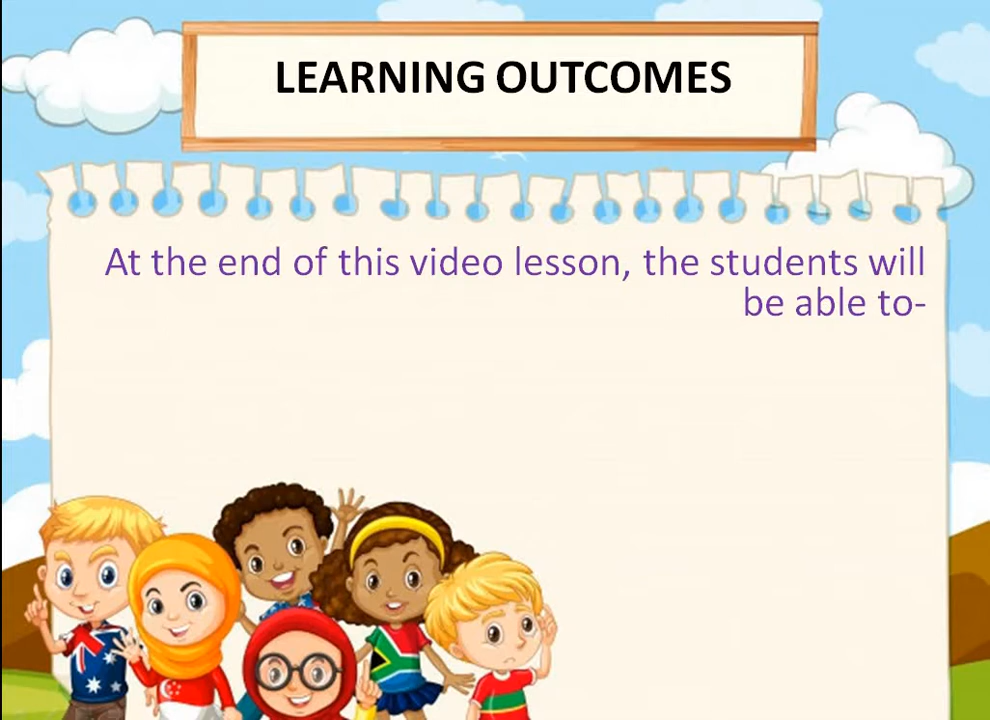 LEARNING OUTCOMES
At the end of this video lesson, the students will
be able to-